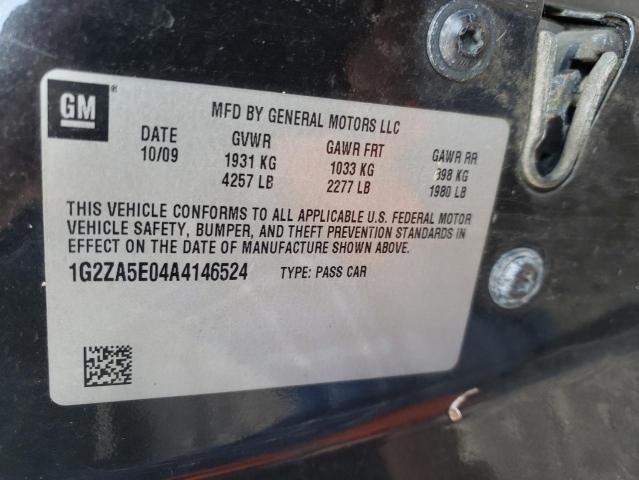 GM ®
MFD BY GENERAL MOTORS LLC
DATE GVWR GAWR FRT GAWR RR
10/09 1931 KG 1033 KG 898 KG
4257 LB 2277 LB 1980 LB
THIS VEHICLE CONFORMS TO ALL APPLICABLE U.S. FEDERAL MOTOR
VEHICLE SAFETY, BUMPER, AND THEFT PREVENTION STANDARDS IN
EFFECT ON THE DATE OF MANUFACTURE SHOWN ABOVE.
1G2ZA5E04A4146524 TYPE: PASS CAR